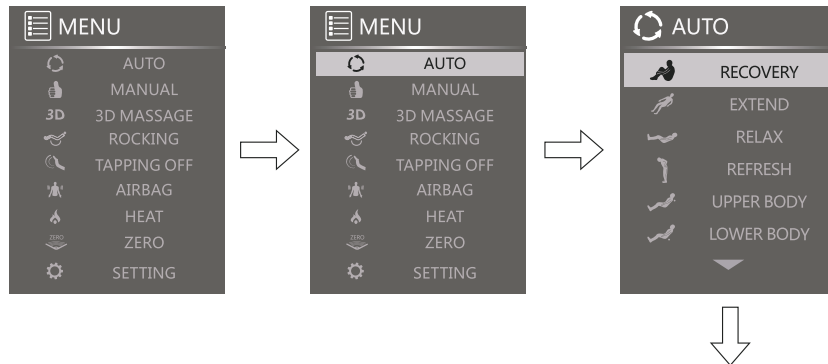 MENU
AUTO
MANUAL
3D 3D MASSAGE
ROCKING
TAPPING OFF
AIRBAG
HEAT
ZERO ZERO
SETTING
MENU
AUTO
MANUAL
3D 3D MASSAGE
ROCKING
TAPPING OFF
AIRBAG
HEAT
ZERO ZERO
SETTING
AUTO
RECOVERY
EXTEND
RELAX
REFRESH
UPPER BODY
LOWER BODY